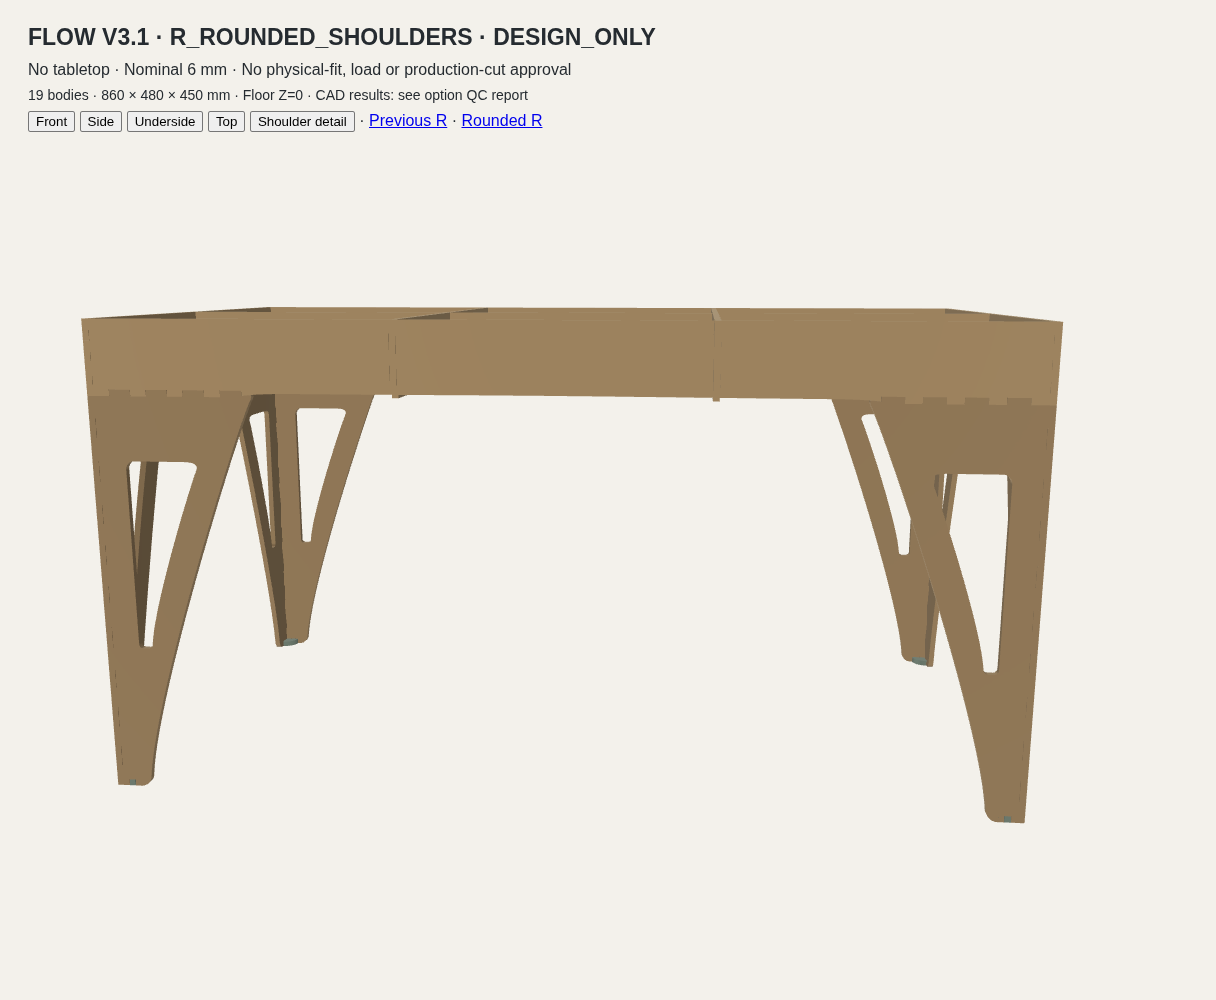 FLOW V3.1 · R_ROUNDED_SHOULDERS · DESIGN_ONLY
No tabletop · Nominal 6 mm · No physical-fit, load or production-cut approval
19 bodies · 860 × 480 × 450 mm · Floor Z=0 · CAD results: see option QC report
Front Side Underside Top Shoulder detail · Previous R · Rounded R